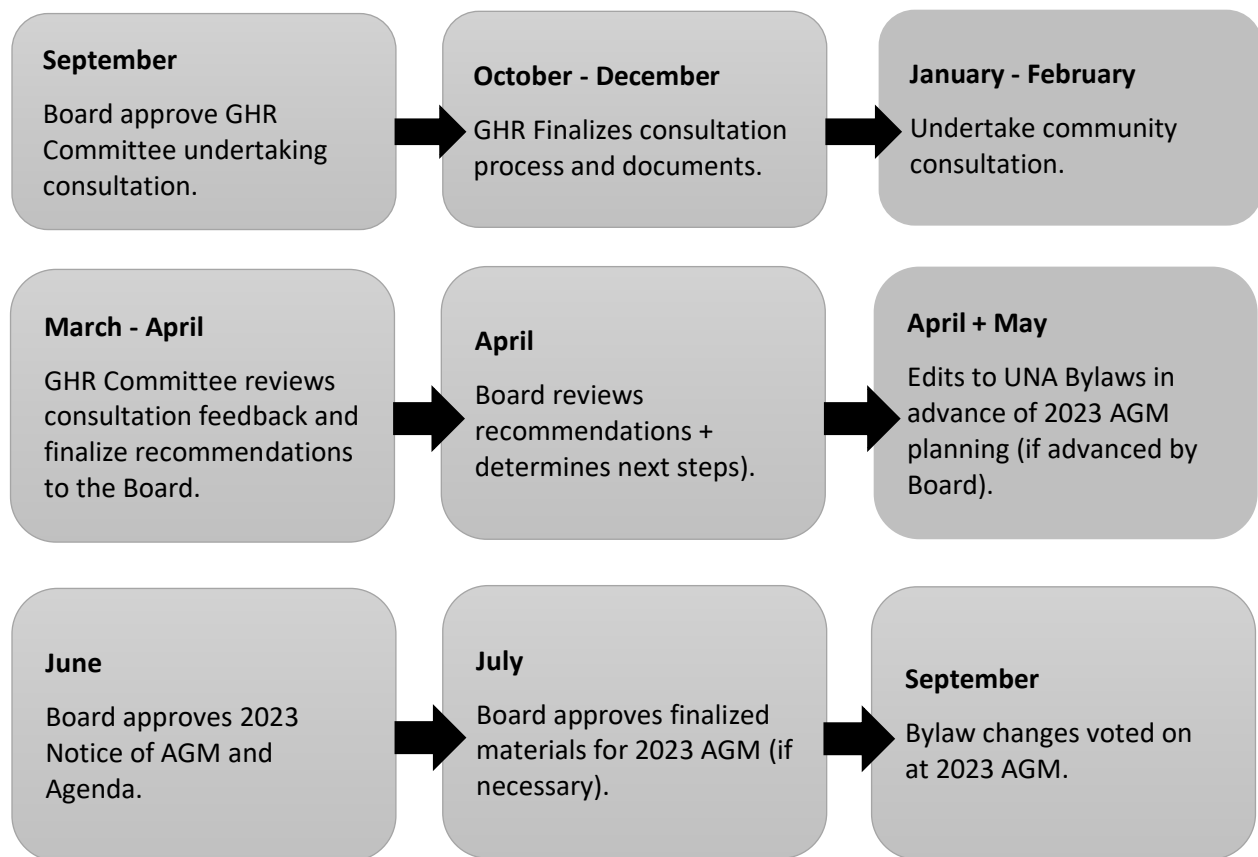 September
Board approve GHR
Committee undertaking
consultation.
October - December
GHR Finalizes consultation
process and documents.
January - February
Undertake community
consultation.
March - April
GHR Committee reviews
consultation feedback and
finalize recommendations
to the Board.
April
Board reviews
recommendations +
determines next steps).
April + May
Edits to UNA Bylaws in
advance of 2023 AGM
planning (if advanced by
Board).
June
Board approves 2023
Notice of AGM and
Agenda.
July
Board approves finalized
materials for 2023 AGM (if
necessary).
September
Bylaw changes voted on
at 2023 AGM.